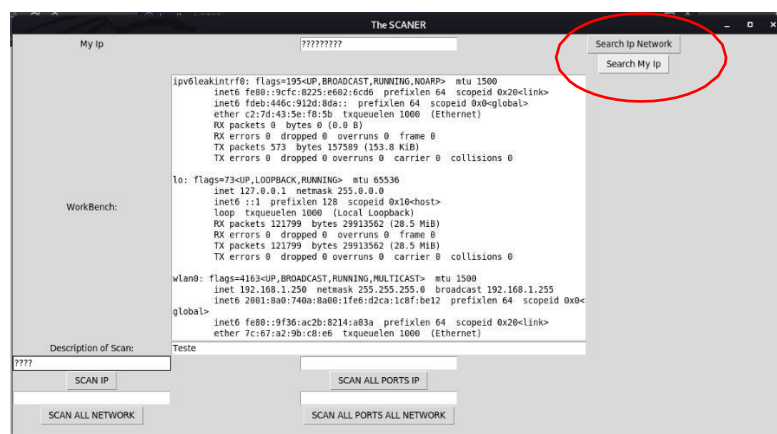 The SCANER
My Ip
?????????
Search Ip Network
Search My Ip
ipv6leakintrf0: flags=195<UP,BROADCAST,RUNNING,NOARP>  mtu 1500
inet6 fe80::9cfc:8225:e602:6cd6  prefixlen 64  scopeid 0x20<link>
inet6 fdeb:446c:912d:8da::  prefixlen 64  scopeid 0x0<global>
ether c2:7d:43:5e:f8:5b  txqueuelen 1000  (Ethernet)
RX packets 0  bytes 0 (0.0 B)
RX errors 0  dropped 0  overruns 0  frame 0
TX packets 573  bytes 157589 (153.8 KiB)
TX errors 0  dropped 0 overruns 0  carrier 0  collisions 0
lo: flags=73<UP,LOOPBACK,RUNNING>  mtu 65536
inet 127.0.0.1  netmask 255.0.0.0
inet6 ::1  prefixlen 128  scopeid 0x10<host>
loop  txqueuelen 1000  (Local Loopback)
RX packets 121799  bytes 29913562 (28.5 MiB)
RX errors 0  dropped 0  overruns 0  frame 0
TX packets 121799  bytes 29913562 (28.5 MiB)
TX errors 0  dropped 0 overruns 0  carrier 0  collisions 0
WorkBench:
wlan0: flags=4163<UP,BROADCAST,RUNNING,MULTICAST>  mtu 1500
inet 192.168.1.250  netmask 255.255.255.0  broadcast 192.168.1.255
inet6 2001:8a0:740a:8a00:1fe6:d2ca:1c8f:be12  prefixlen 64  scopeid 0x0<
global>
inet6 fe80::9f36:ac2b:8214:a03a  prefixlen 64  scopeid 0x20<link>
ether 7c:67:a2:9b:c8:e6  txqueuelen 1000  (Ethernet)
Description of Scan:
Teste
????
SCAN IP
SCAN ALL PORTS IP
SCAN ALL NETWORK
SCAN ALL PORTS ALL NETWORK